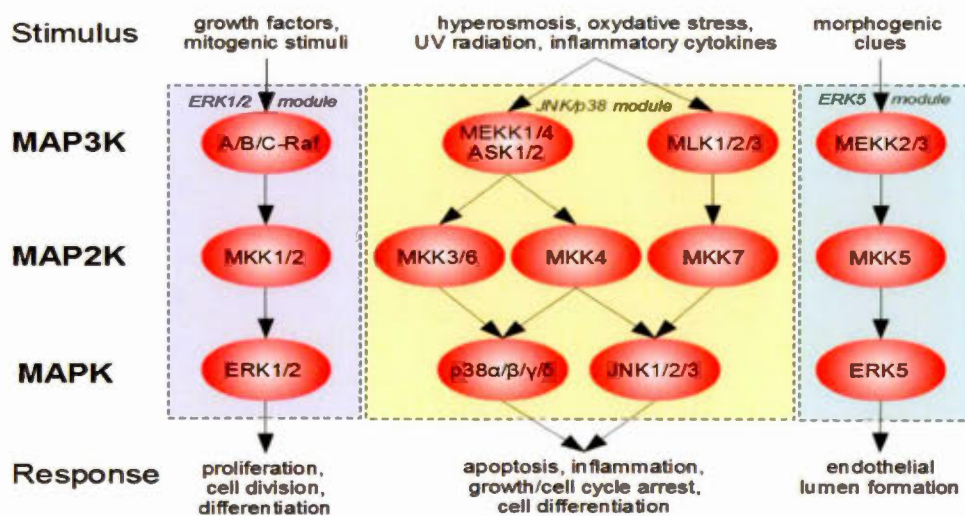 Stimulus
growth factors,
mitogenic stimuli
hyperosmosis, oxydative stress,
UV radiation, inflammatory cytokines
morphogenic
clues
ERK1/2 module
JNK/p38 module
ERK5 module
MAP3K
A/B/C-Raf
MEKK1/4
ASK1/2
MLK1/2/3
MEKK2/3
MAP2K
MKK1/2
MKK3/6
MKK4
MKK7
MKK5
MAPK
ERK1/2
p38α/β/γ/δ
JNK1/2/3
ERK5
Response
proliferation,
cell division,
differentiation
apoptosis, inflammation,
growth/cell cycle arrest,
cell differentiation
endothelial
lumen formation